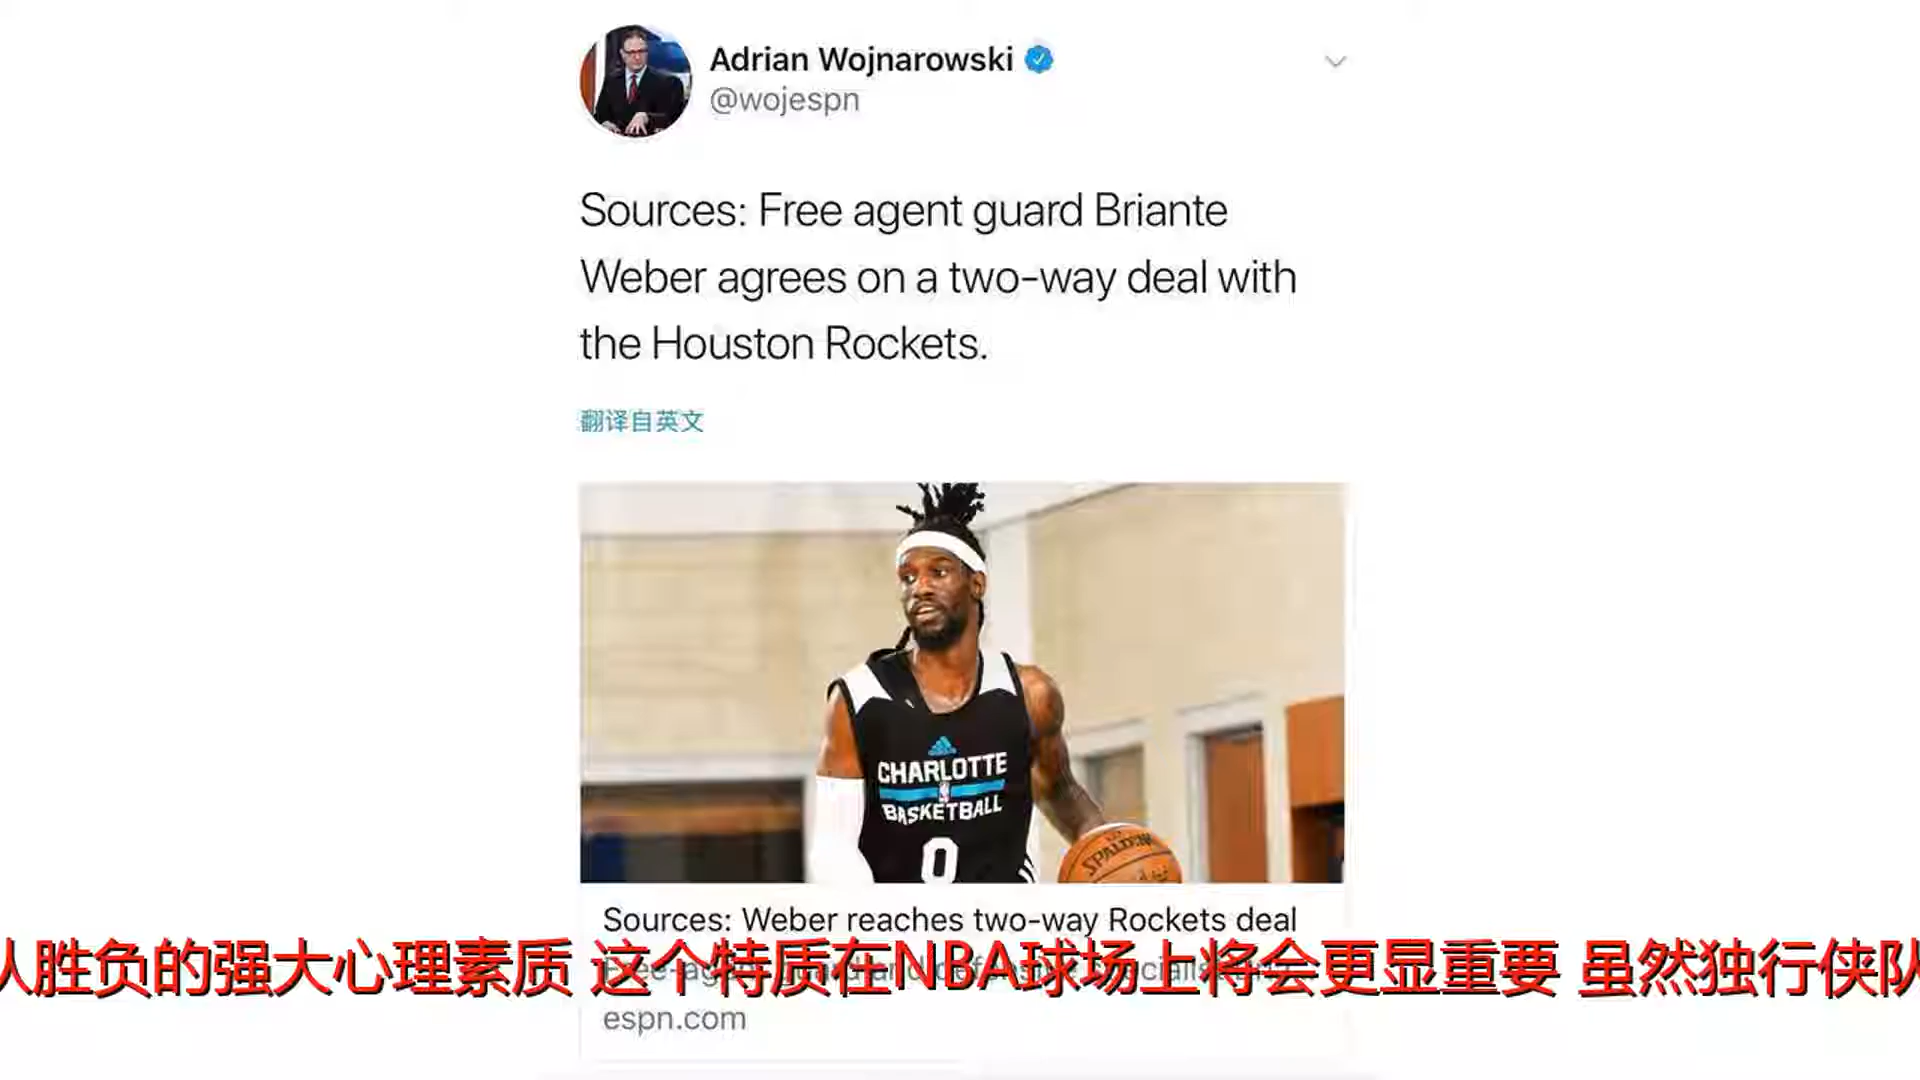 Adrian Wojnarowski
@wojespn
Sources: Free agent guard Briante
Weber agrees on a two-way deal with
the Houston Rockets.
翻译自英文
CHARLOTTE
BASKETBALL
0
SPALDING
Sources: Weber reaches two-way Rockets deal
队胜负的强大心理素质 这个特质在NBA球场上将会更显重要 虽然独行侠队
espn.com